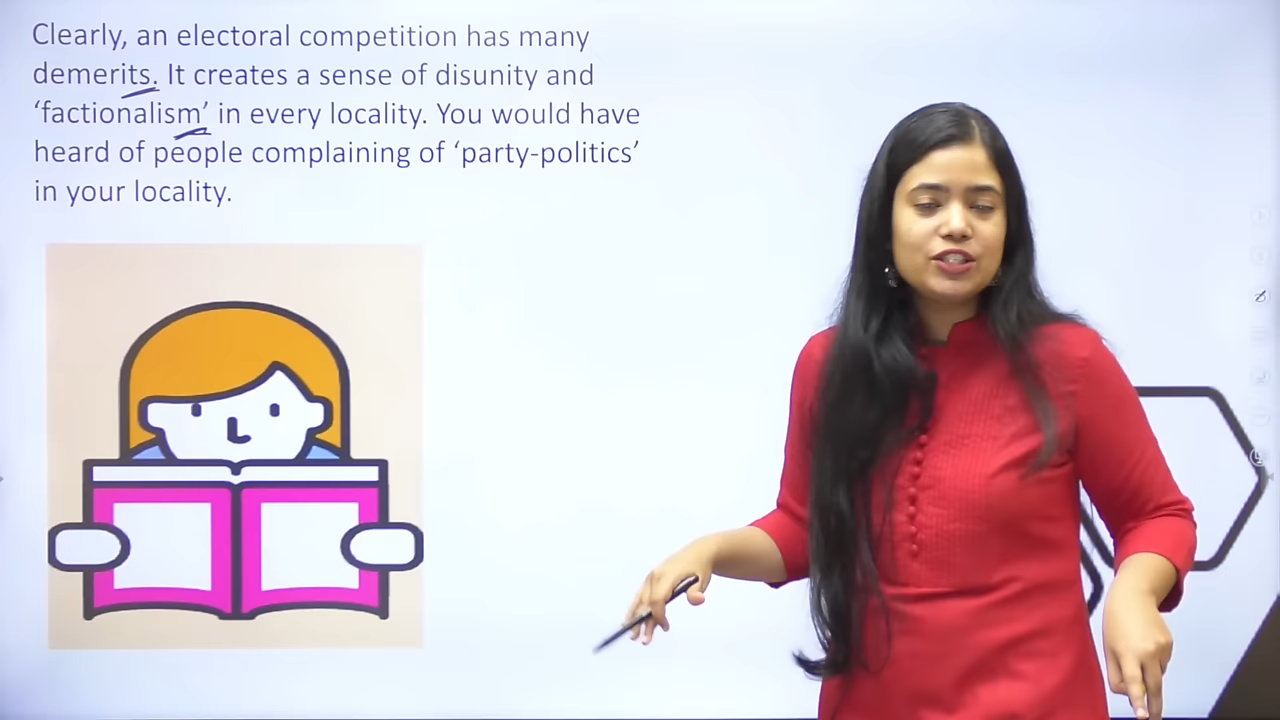 Clearly, an electoral competition has many
demerits. It creates a sense of disunity and
‘factionalism’ in every locality. You would have
heard of people complaining of ‘party-politics’
in your locality.